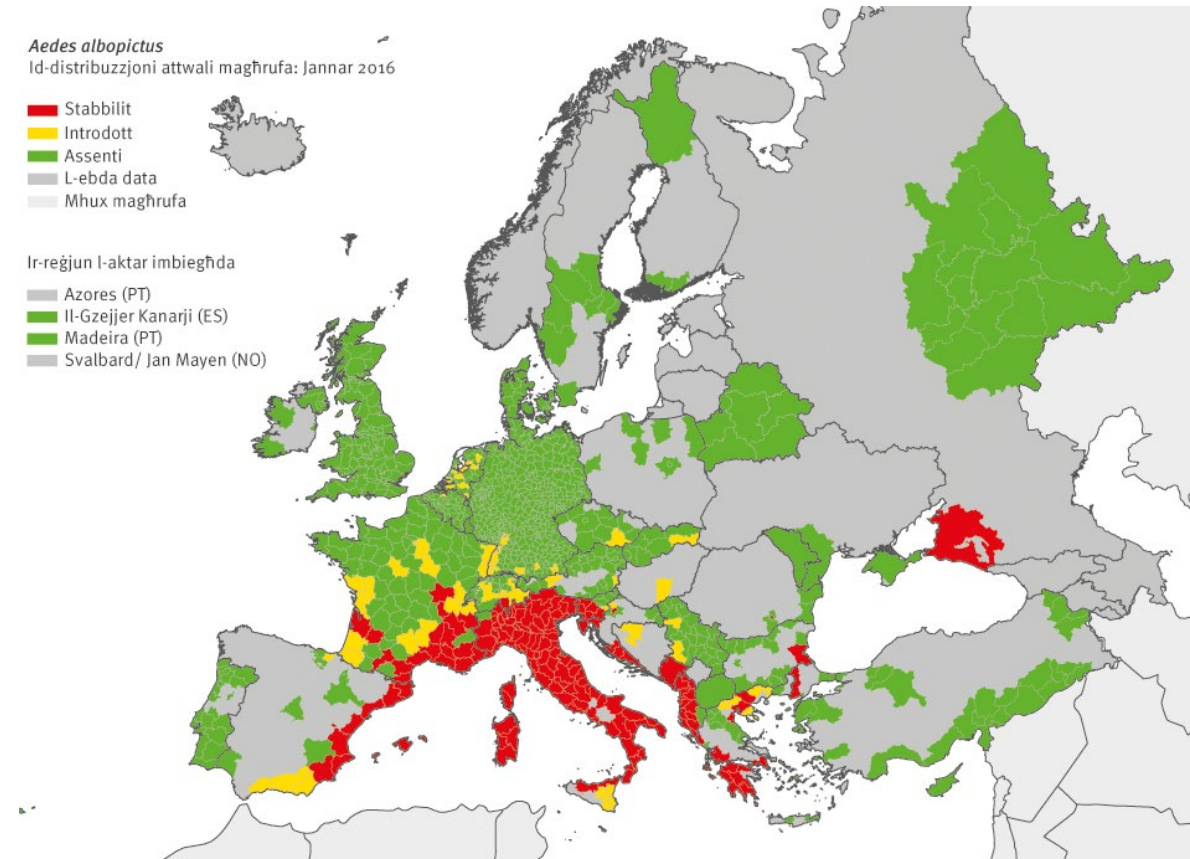 Aedes albopictus
Id-distribuzzjoni attwali magħrufa: Jannar 2016
Stabbilit
Introdott
Assenti
L-ebda data
Mhux magħrufa
Ir-reġjun l-aktar imbiegħda
Azores (PT)
Il-Gzejjer Kanarji (ES)
Madeira (PT)
Svalbard/ Jan Mayen (NO)